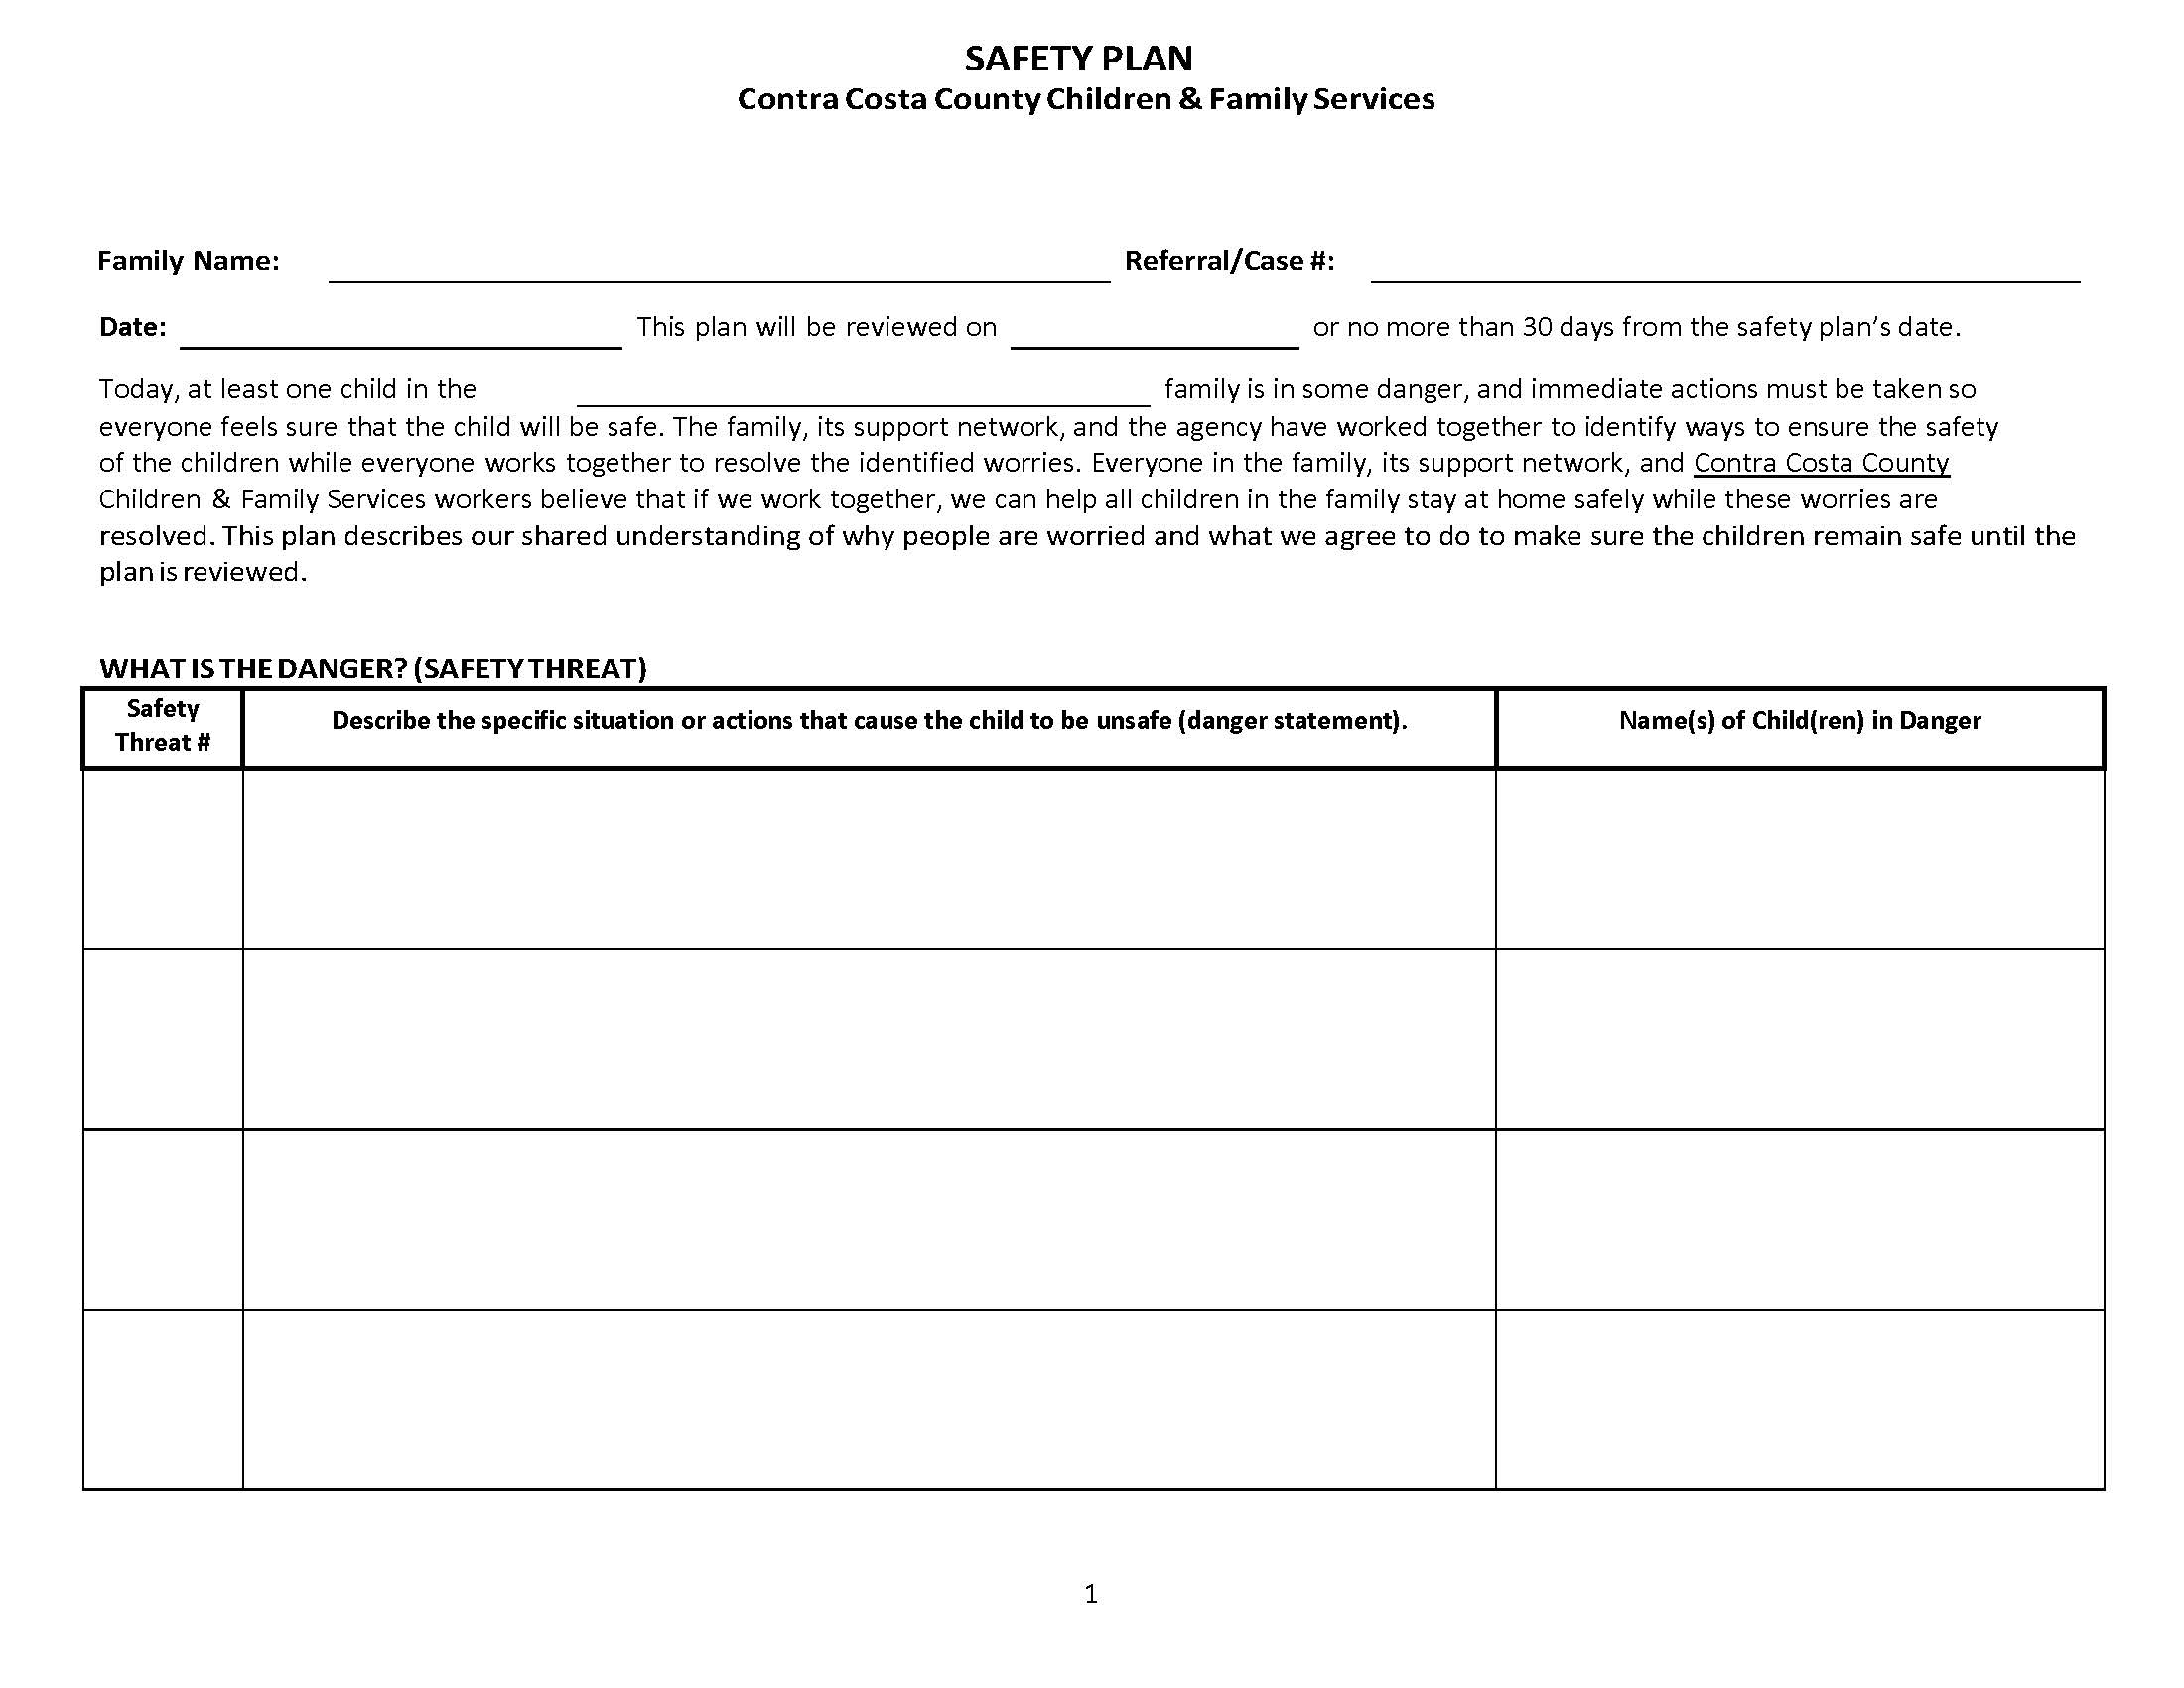 SAFETY PLAN
Contra Costa County Children & Family Services
Family Name: Referral/Case #:
Date: This plan will be reviewed on or no more than 30 days from the safety plan’s date.
Today, at least one child in the family is in some danger, and immediate actions must be taken so
everyone feels sure that the child will be safe. The family, its support network, and the agency have worked together to identify ways to ensure the safety
of the children while everyone works together to resolve the identified worries. Everyone in the family, its support network, and Contra Costa County
Children & Family Services workers believe that if we work together, we can help all children in the family stay at home safely while these worries are
resolved. This plan describes our shared understanding of why people are worried and what we agree to do to make sure the children remain safe until the
plan is reviewed.
WHAT IS THE DANGER? (SAFETY THREAT)
Safety
Threat #
Describe the specific situation or actions that cause the child to be unsafe (danger statement).
Name(s) of Child(ren) in Danger
1